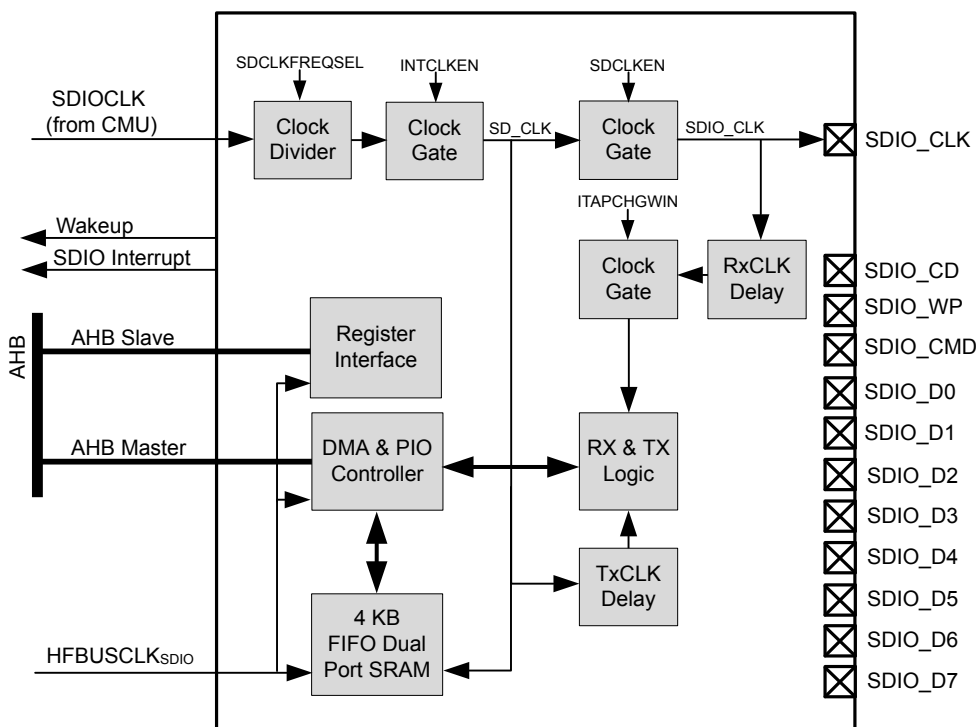 SDCLKFREQSEL
INTCLKEN
SDCLKEN
SDIOCLK
(from CMU)
Clock
Divider
Clock
Gate
SD_CLK
Clock
Gate
SDIO_CLK
SDIO_CLK
Wakeup
SDIO Interrupt
ITAPCHGWIN
Clock
Gate
RxCLK
Delay
SDIO_CD
SDIO_WP
SDIO_CMD
SDIO_D0
SDIO_D1
SDIO_D2
SDIO_D3
SDIO_D4
SDIO_D5
SDIO_D6
SDIO_D7
AHB
AHB Slave
Register
Interface
AHB Master
DMA & PIO
Controller
RX & TX
Logic
TxCLK
Delay
4 KB
FIFO Dual
Port SRAM
HFBUSCLKSDIO